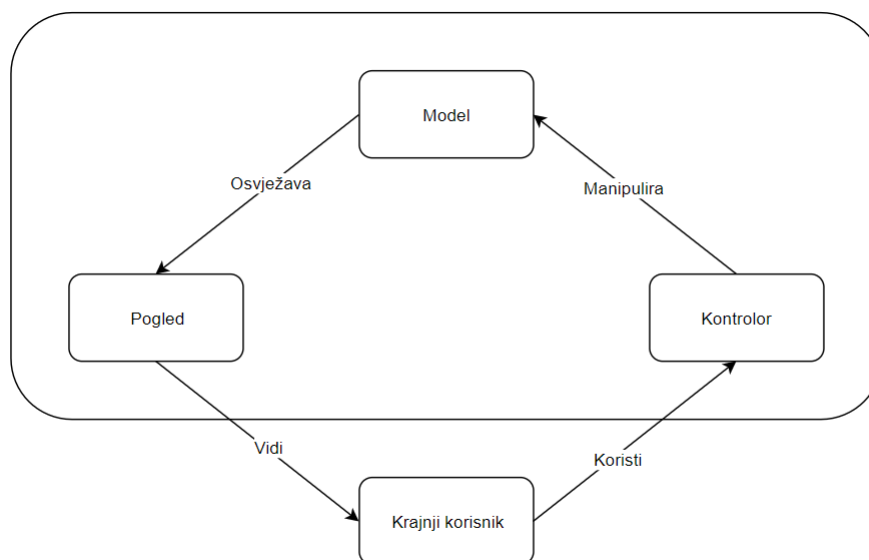 Model
Osvježava
Manipulira
Pogled
Kontrolor
Vidi
Koristi
Krajnji korisnik